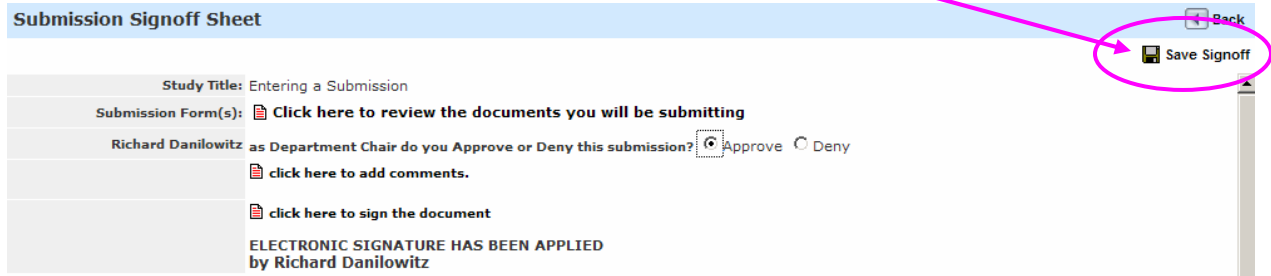 Submission Signoff Sheet
Back
Save Signoff
Study Title: Entering a Submission
Submission Form(s): Click here to review the documents you will be submitting
Richard Danilowitz as Department Chair do you Approve or Deny this submission? Approve Deny
click here to add comments.
click here to sign the document
ELECTRONIC SIGNATURE HAS BEEN APPLIED
by Richard Danilowitz